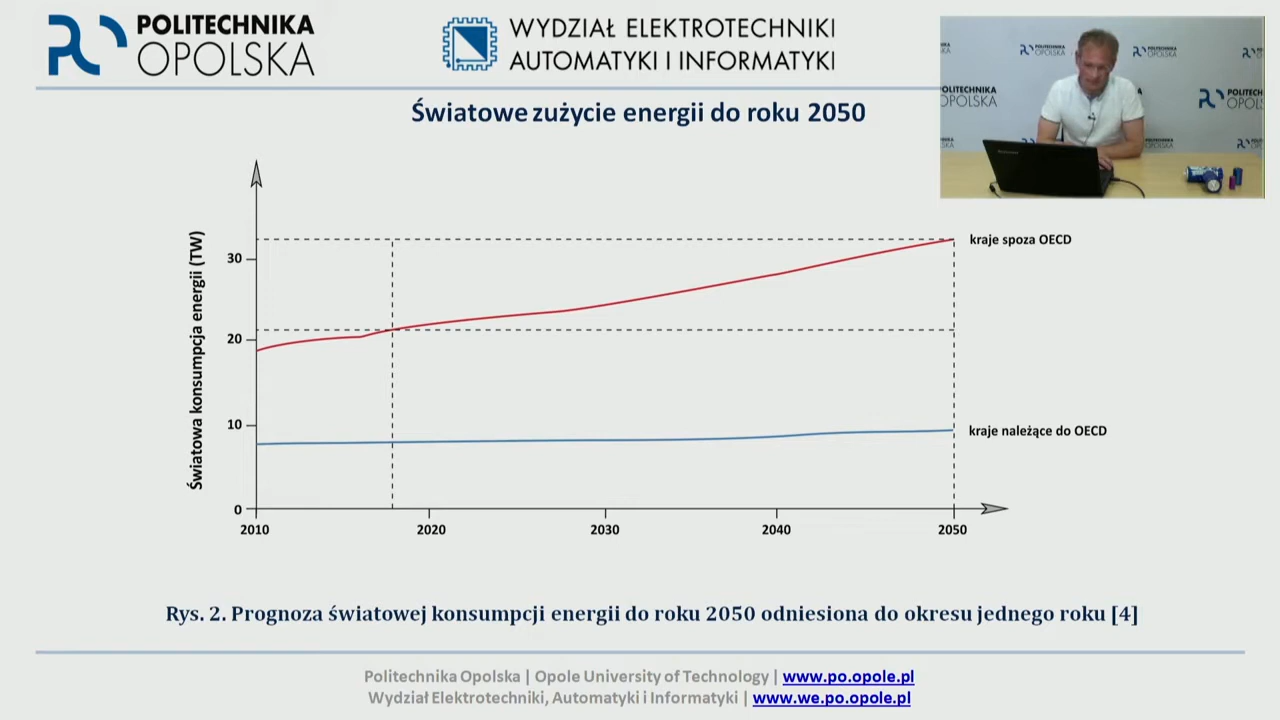 POLITECHNIKA
OPOLSKA
WYDZIAŁ ELEKTROTECHNIKI
AUTOMATYKI I INFORMATYKI
Światowe zużycie energii do roku 2050
POLITECHNIKA
OPOLSKA
Światowa konsumpcja energii (TW)
30
20
10
0
2010
2020
2030
2040
2050
kraje spoza OECD
kraje należące do OECD
Rys. 2. Prognoza światowej konsumpcji energii do roku 2050 odniesiona do okresu jednego roku [4]
Politechnika Opolska | Opole University of Technology | www.po.opole.pl
Wydział Elektrotechniki, Automatyki i Informatyki | www.we.po.opole.pl